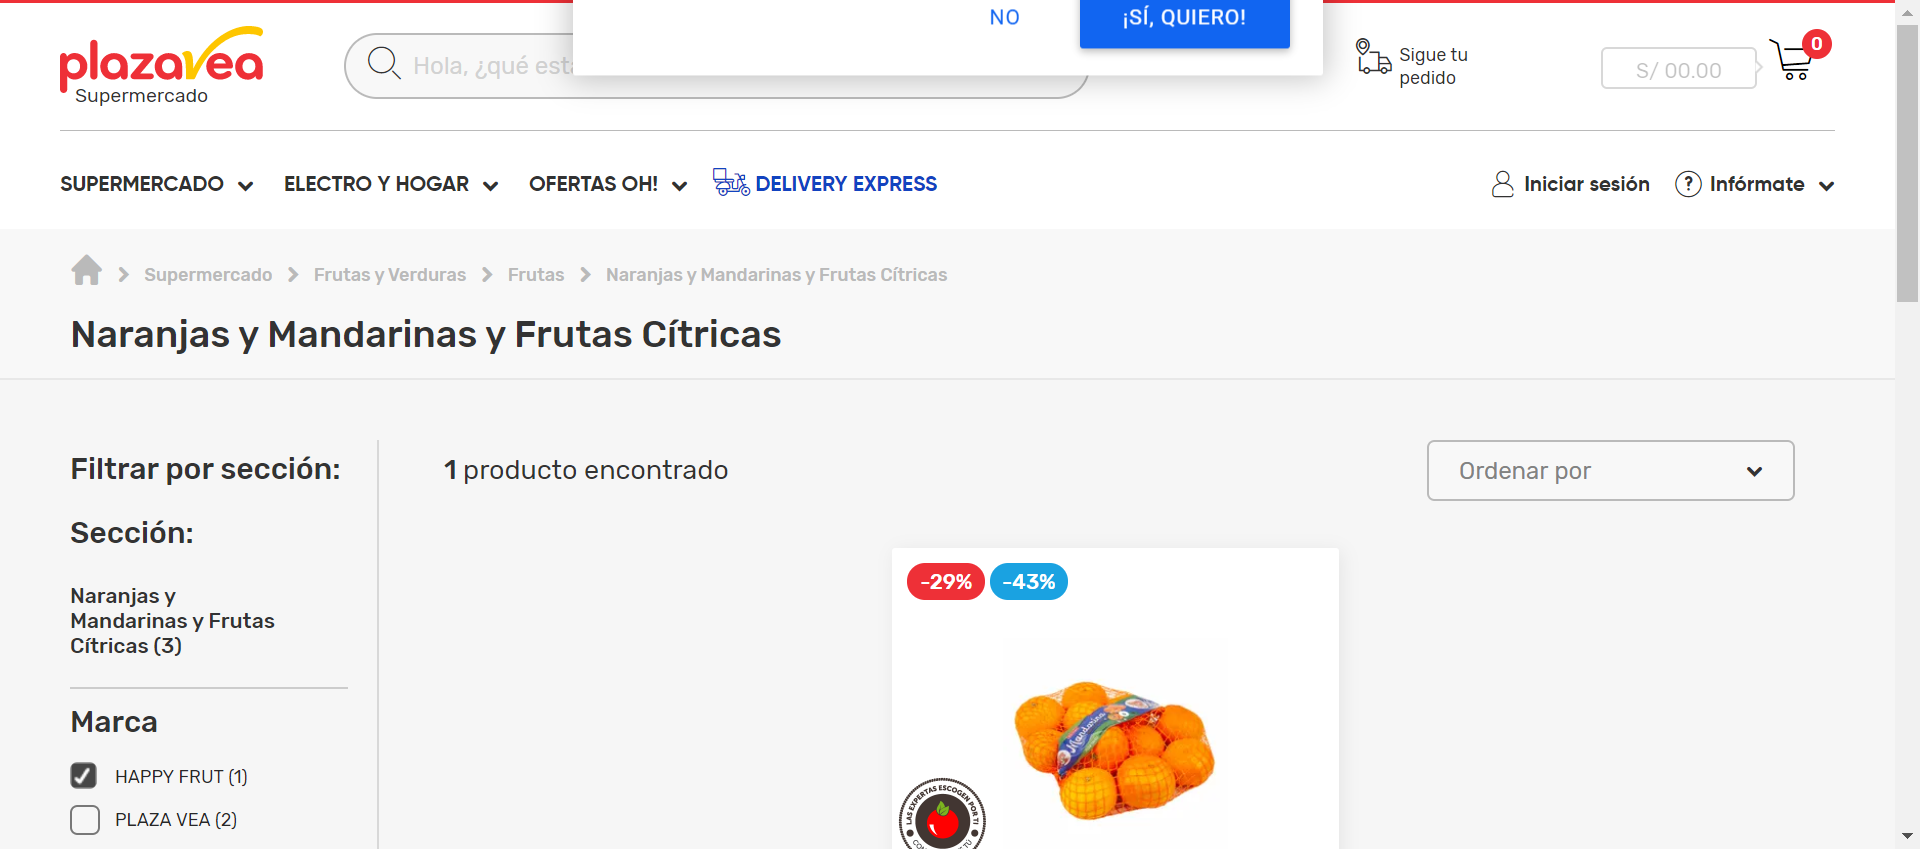 NO
¡SÍ, QUIERO!
plazavea
Supermercado
Hola, ¿qué
Sigue tu
pedido
S/ 00.00
0
SUPERMERCADO
ELECTRO Y HOGAR
OFERTAS OH!
DELIVERY EXPRESS
Iniciar sesión
? Infórmate
Supermercado
Frutas y Verduras
Frutas
Naranjas y Mandarinas y Frutas Cítricas
Naranjas y Mandarinas y Frutas Cítricas
Filtrar por sección:
1 producto encontrado
Ordenar por
Sección:
Naranjas y
Mandarinas y Frutas
Cítricas (3)
-29%
-43%
Mandarina
Marca
HAPPY FRUT (1)
PLAZA VEA (2)
LAS EXPERTAS ESCOGEN POR TI